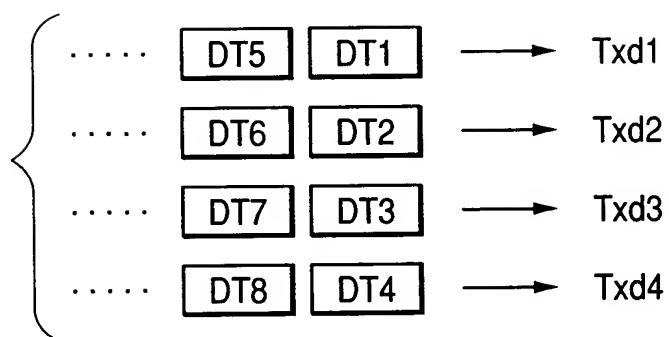 ..... DT5 DT1 Txd1
..... DT6 DT2 Txd2
..... DT7 DT3 Txd3
..... DT8 DT4 Txd4